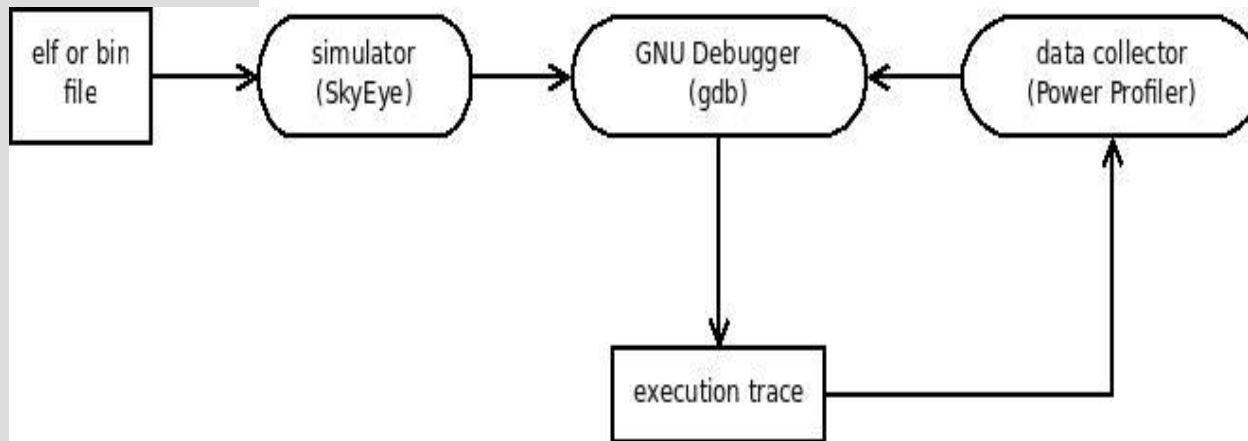 elf or bin
file
simulator
(SkyEye)
GNU Debugger
(gdb)
data collector
(Power Profiler)
execution trace